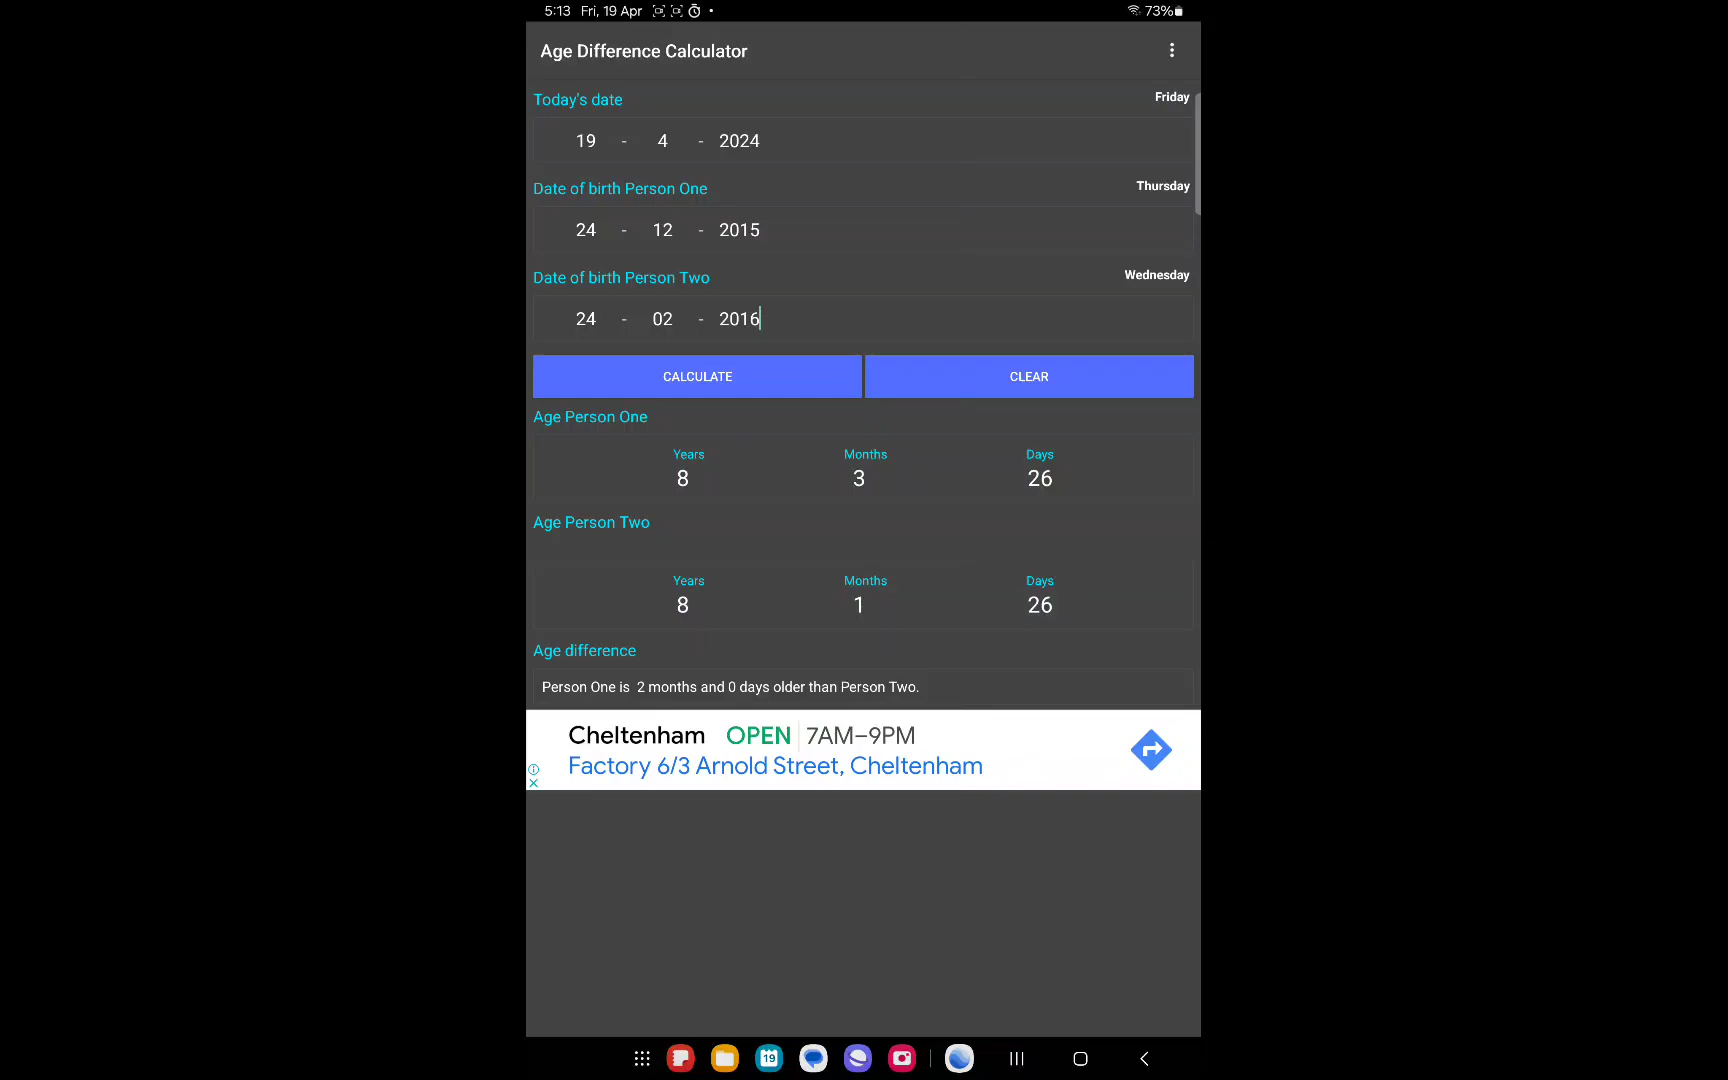 5:13 Fri, 19 Apr 73%
Age Difference Calculator
Today's date Friday
19 - 4 - 2024
Date of birth Person One Thursday
24 - 12 - 2015
Date of birth Person Two Wednesday
24 - 02 - 2016
CALCULATE CLEAR
Age Person One
Years Months Days
8 3 26
Age Person Two
Years Months Days
8 1 26
Age difference
Person One is 2 months and 0 days older than Person Two.
Cheltenham OPEN 7AM–9PM
Factory 6/3 Arnold Street, Cheltenham
19